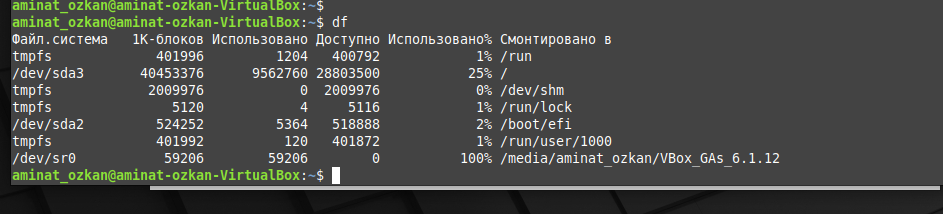 aminat_ozkan@aminat-ozkan-VirtualBox:~$
aminat_ozkan@aminat-ozkan-VirtualBox:~$ df
Файл.система 1K-блоков Использовано Доступно Использовано% Смонтировано в
tmpfs 401996 1204 400792 1% /run
/dev/sda3 40453376 9562760 28803500 25% /
tmpfs 2009976 0 2009976 0% /dev/shm
tmpfs 5120 4 5116 1% /run/lock
/dev/sda2 524252 5364 518888 2% /boot/efi
tmpfs 401992 120 401872 1% /run/user/1000
/dev/sr0 59206 59206 0 100% /media/aminat_ozkan/VBox_GAs_6.1.12
aminat_ozkan@aminat-ozkan-VirtualBox:~$